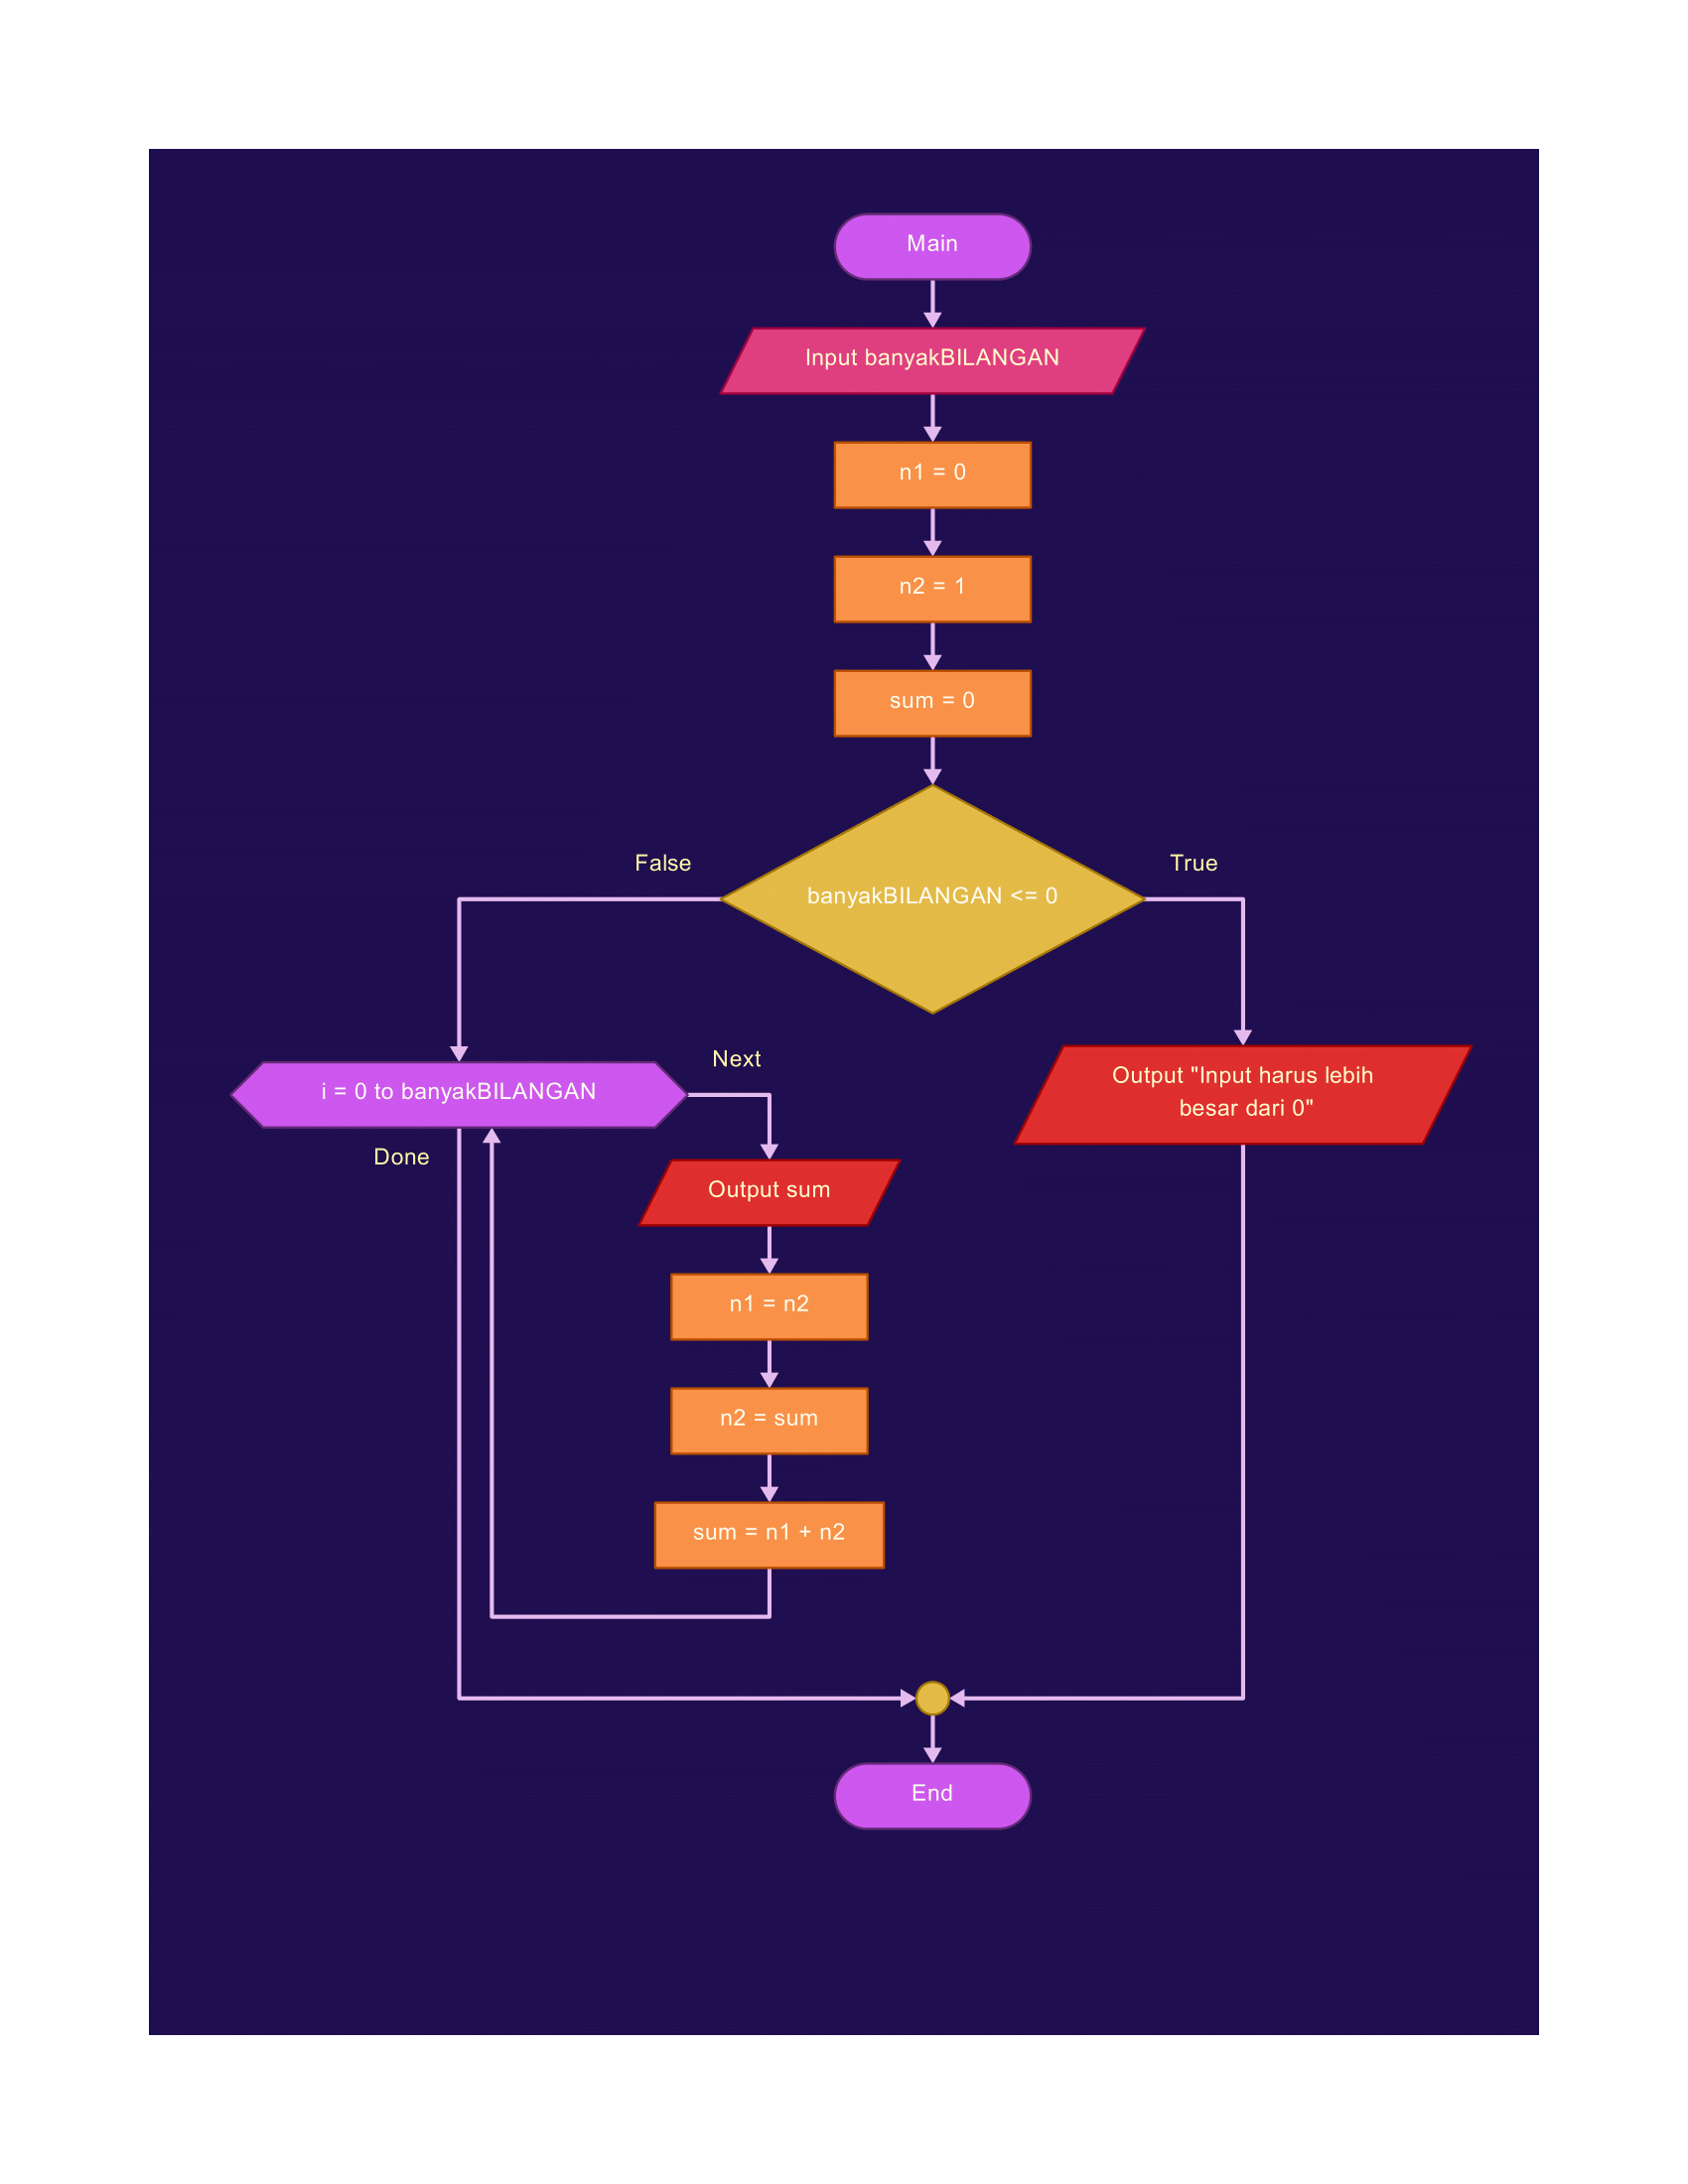 Main
Input banyakBILANGAN
n1 = 0
n2 = 1
sum = 0
False
True
banyakBILANGAN <= 0
Next
i = 0 to banyakBILANGAN
Output "Input harus lebih
besar dari 0"
Done
Output sum
n1 = n2
n2 = sum
sum = n1 + n2
End